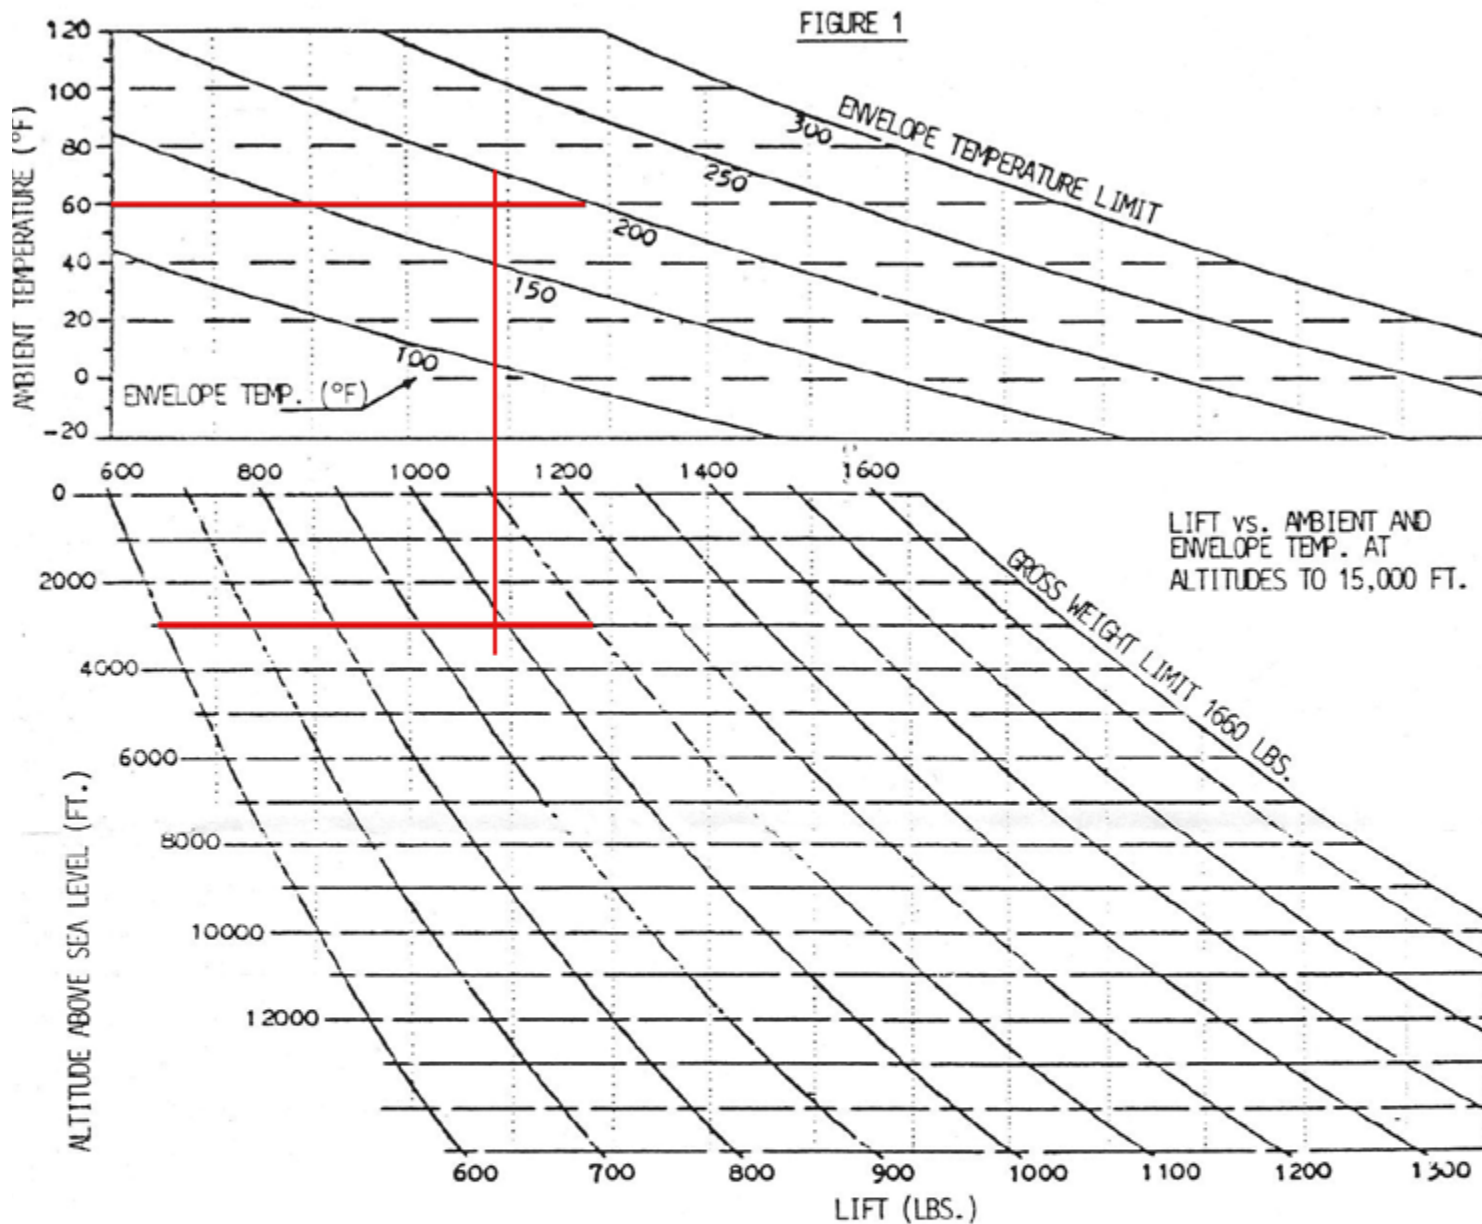 FIGURE 1
120
100
80
60
40
20
0
-20
AMBIENT TEMPERATURE (°F)
ENVELOPE TEMPERATURE LIMIT
300
250
200
150
100
ENVELOPE TEMP. (°F)
600 800 1000 1200 1400 1600
0
2000
4000
6000
8000
10000
12000
ALTITUDE ABOVE SEA LEVEL (FT.)
LIFT vs. AMBIENT AND
ENVELOPE TEMP. AT
ALTITUDES TO 15,000 FT.
GROSS WEIGHT LIMIT 1660 LBS.
600 700 800 900 1000 1100 1200 1300
LIFT (LBS.)